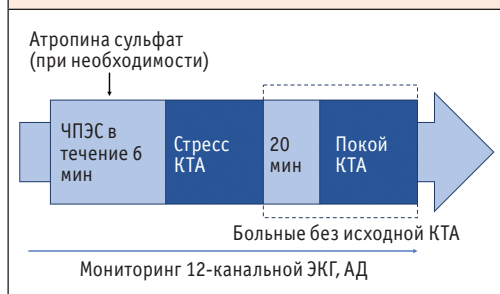 Атропина сульфат
(при необходимости)
ЧПЭС в
течение 6
мин
Стресс
КТА
20
мин
Покой
КТА
Больные без исходной КТА
Мониторинг 12-канальной ЭКГ, АД